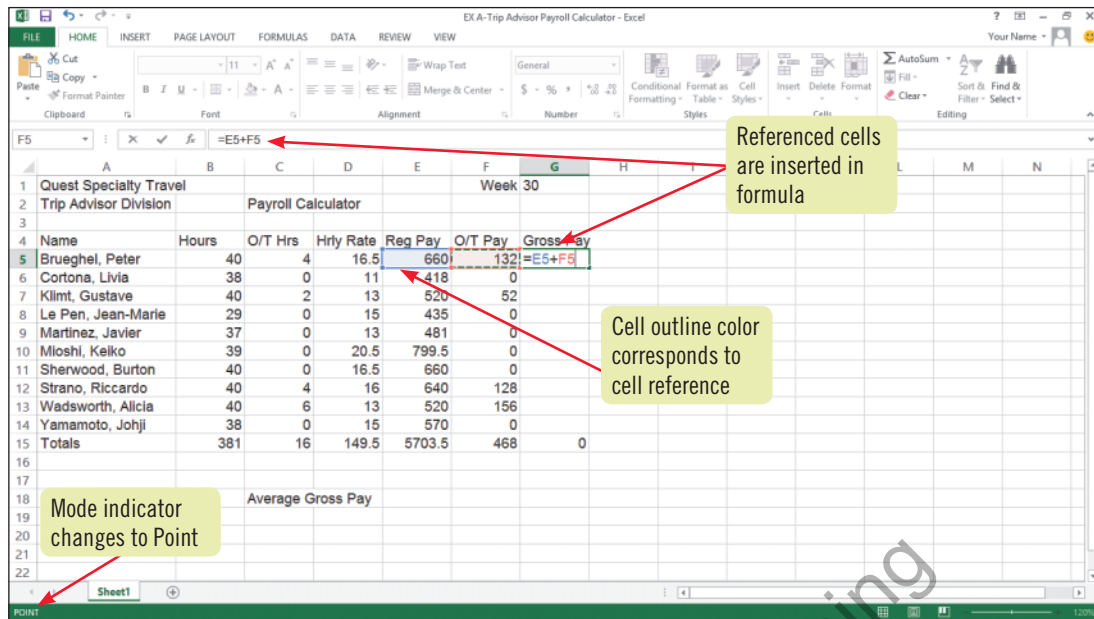 EX A-Trip Advisor Payroll Calculator - Excel
FILE HOME INSERT PAGE LAYOUT FORMULAS DATA REVIEW VIEW Your Name
Paste
Cut
Copy
Format Painter
Clipboard
11
B I U
Font
Wrap Text
Merge & Center
Alignment
General
$ - % ,
Number
Conditional Formatting
Format as Table
Cell Styles
Styles
Insert Delete Format
Cells
AutoSum
Fill
Clear
Sort & Filter
Find & Select
Editing
F5 =E5+F5
A B C D E F G H L M N
1 Quest Specialty Travel Week 30
2 Trip Advisor Division Payroll Calculator
3
4 Name Hours O/T Hrs Hrly Rate Reg Pay O/T Pay Gross Pay
5 Brueghel, Peter 40 4 16.5 660 132 =E5+F5
6 Cortona, Livia 38 0 11 418 0
7 Klimt, Gustave 40 2 13 520 52
8 Le Pen, Jean-Marie 29 0 15 435 0
9 Martinez, Javier 37 0 13 481 0
10 Mioshi, Keiko 39 0 20.5 799.5 0
11 Sherwood, Burton 40 0 16.5 660 0
12 Strano, Riccardo 40 4 16 640 128
13 Wadsworth, Alicia 40 6 13 520 156
14 Yamamoto, Johji 38 0 15 570 0
15 Totals 381 16 149.5 5703.5 468 0
16
17
18 Average Gross Pay
19
20
21
22
Referenced cells
are inserted in
formula
Cell outline color
corresponds to
cell reference
Mode indicator
changes to Point
Sheet1
POINT 120%